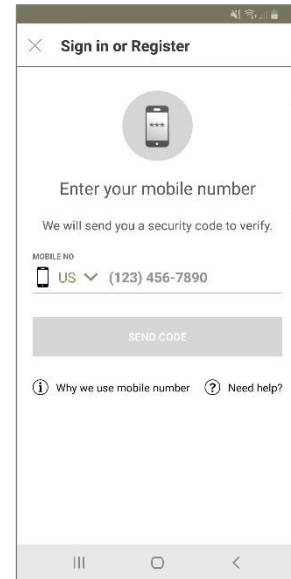 Sign in or Register
***
Enter your mobile number
We will send you a security code to verify.
MOBILE NO
US (123) 456-7890
SEND CODE
Why we use mobile number
Need help?